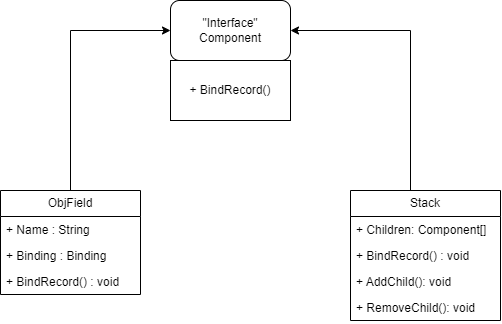 "Interface"
Component
+ BindRecord()
ObjField
+ Name : String
+ Binding : Binding
+ BindRecord() : void
Stack
+ Children: Component[]
+ BindRecord() : void
+ AddChild(): void
+ RemoveChild(): void